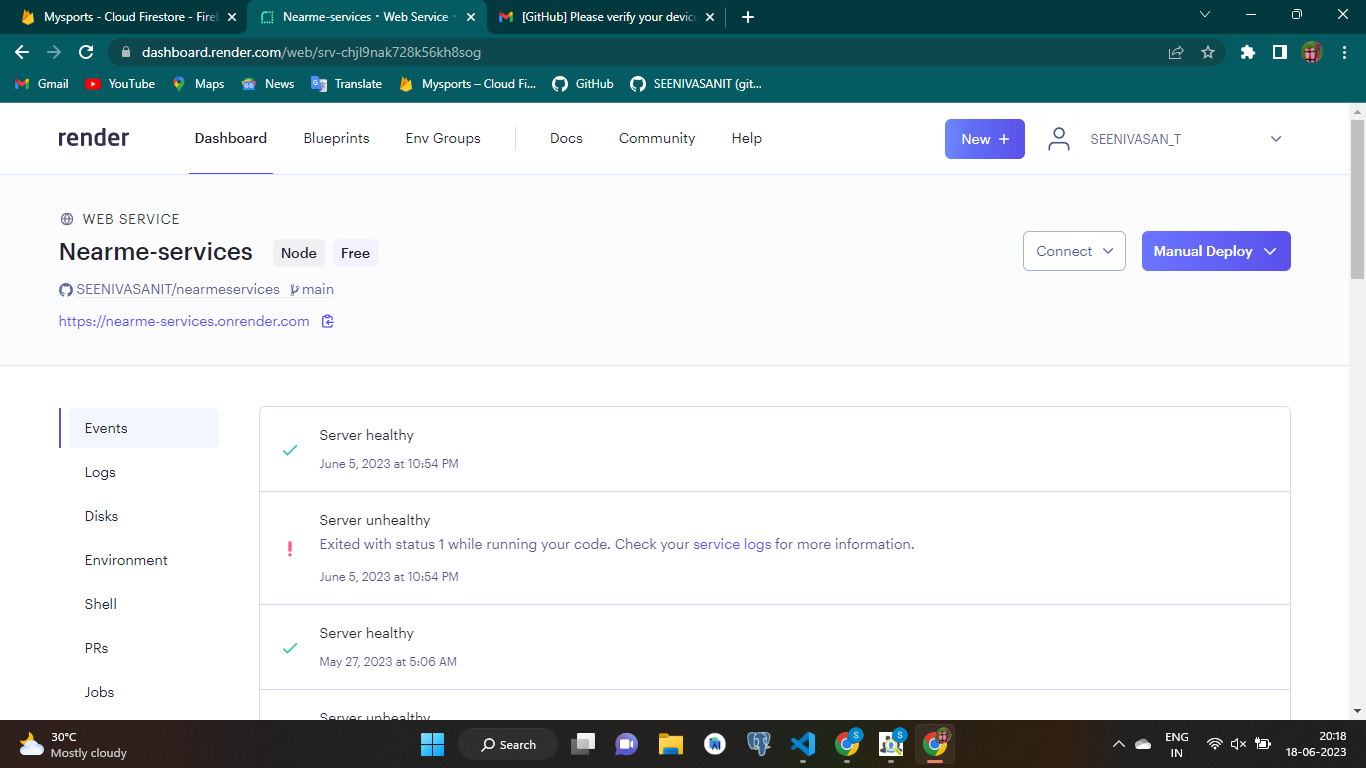 Mysports - Cloud Firestore - Fire
Nearme-services · Web Service ·
[GitHub] Please verify your device
dashboard.render.com/web/srv-chjl9nak728k56kh8sog
Gmail
YouTube
Maps
News
Translate
Mysports – Cloud Fi...
GitHub
SEENIVASANIT (git...
render
Dashboard
Blueprints
Env Groups
Docs
Community
Help
New +
SEENIVASAN_T
WEB SERVICE
Nearme-services
Node
Free
Connect
Manual Deploy
SEENIVASANIT/nearmeservices
main
https://nearme-services.onrender.com
Events
Logs
Disks
Environment
Shell
PRs
Jobs
Server healthy
June 5, 2023 at 10:54 PM
Server unhealthy
Exited with status 1 while running your code. Check your service logs for more information.
June 5, 2023 at 10:54 PM
Server healthy
May 27, 2023 at 5:06 AM
Server unhealthy
30°C
Mostly cloudy
Search
S
S
ENG
IN
20:18
18-06-2023